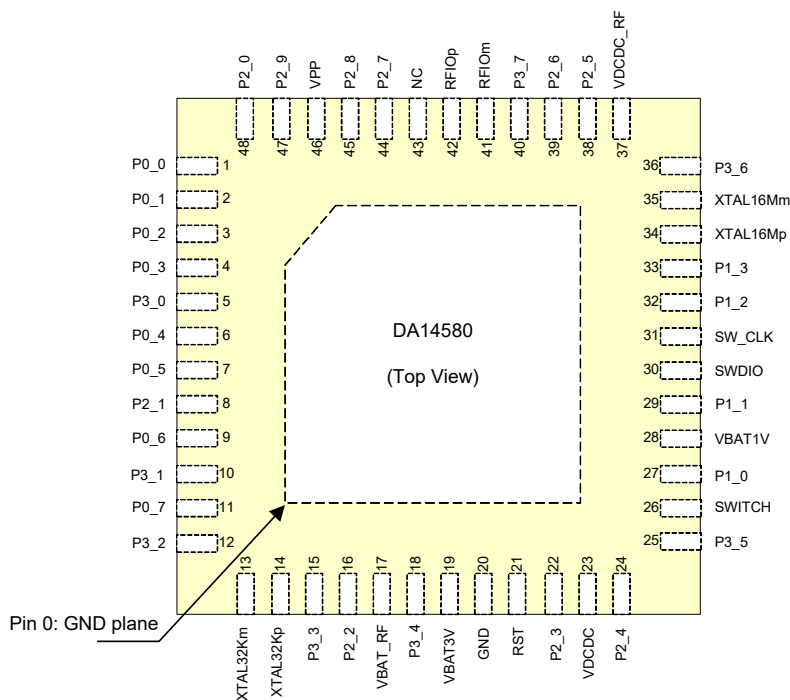 P2_0
P2_9
VPP
P2_8
P2_7
NC
RFIOp
RFIOm
P3_7
P2_6
P2_5
VDCDC_RF
48
47
46
45
44
43
42
41
40
39
38
37
P0_0 1
P0_1 2
P0_2 3
P0_3 4
P3_0 5
P0_4 6
P0_5 7
P2_1 8
P0_6 9
P3_1 10
P0_7 11
P3_2 12
DA14580
(Top View)
36 P3_6
35 XTAL16Mm
34 XTAL16Mp
33 P1_3
32 P1_2
31 SW_CLK
30 SWDIO
29 P1_1
28 VBAT1V
27 P1_0
26 SWITCH
25 P3_5
13
14
15
16
17
18
19
20
21
22
23
24
Pin 0: GND plane
XTAL32Km
XTAL32Kp
P3_3
P2_2
VBAT_RF
P3_4
VBAT3V
GND
RST
P2_3
VDCDC
P2_4